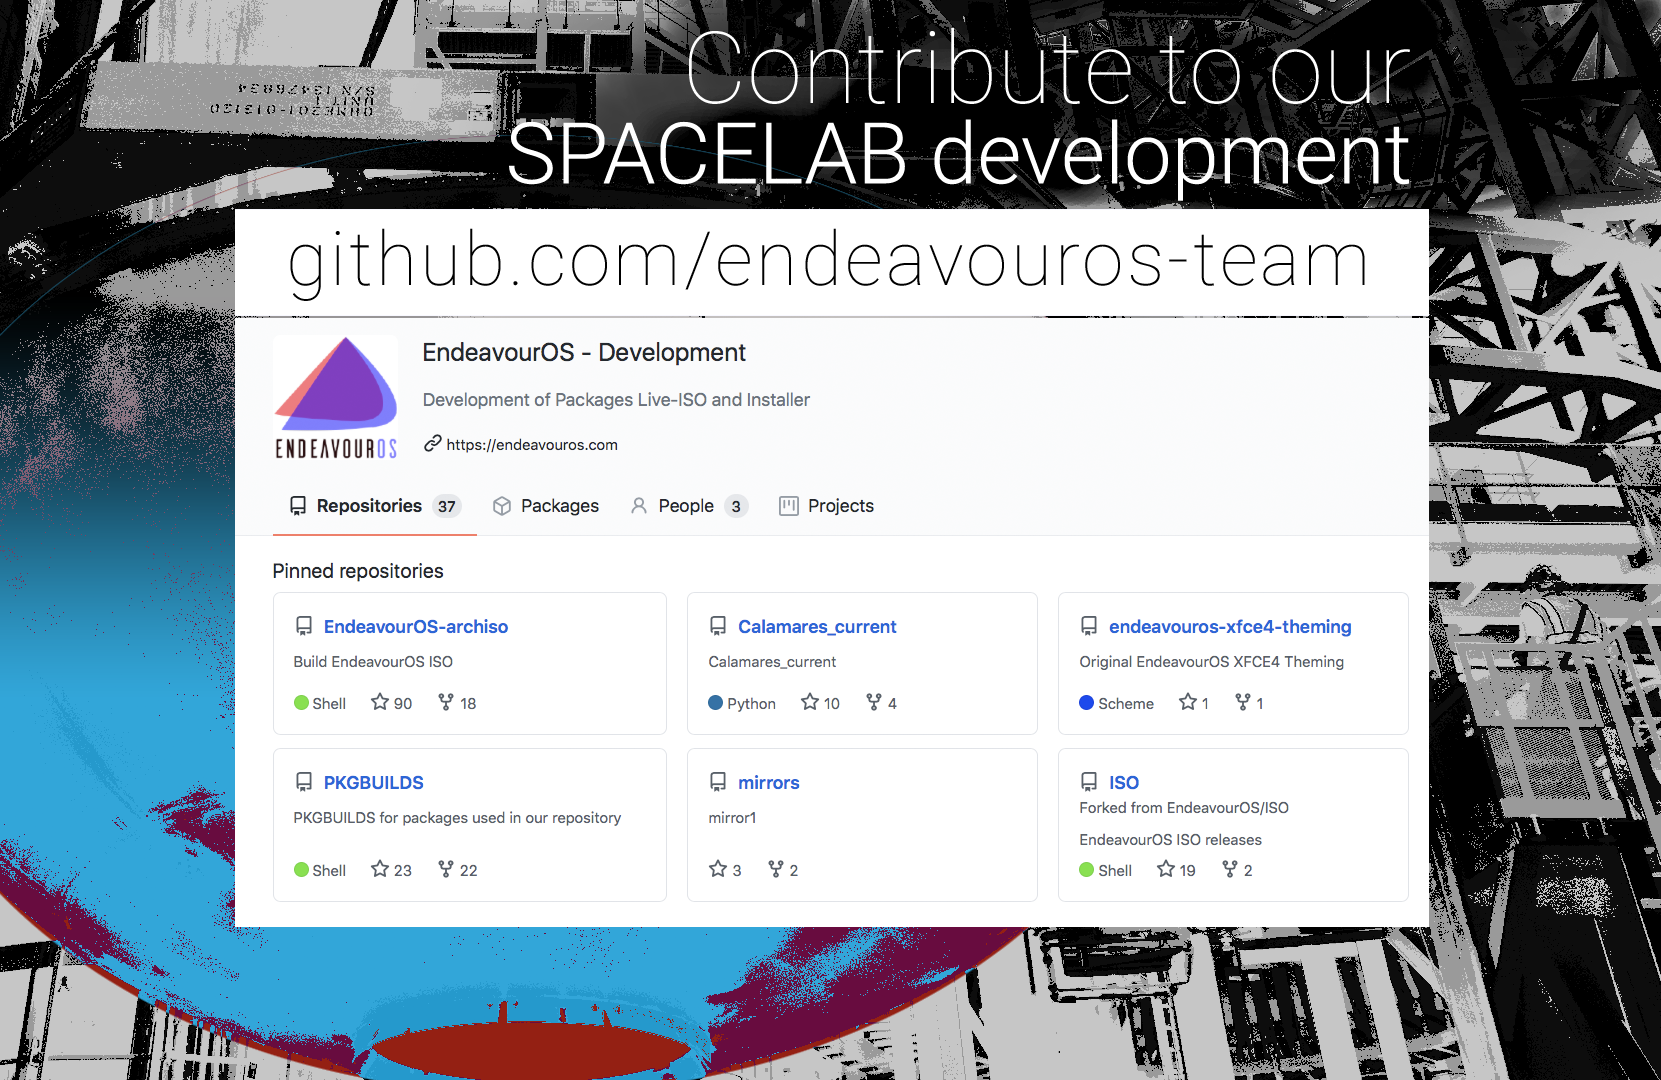 Contribute to our
SPACELAB development
github.com/endeavouros-team
EndeavourOS - Development
Development of Packages Live-ISO and Installer
https://endeavouros.com
ENDEAVOUROS
Repositories 37 Packages People 3 Projects
Pinned repositories
EndeavourOS-archiso
Build EndeavourOS ISO
Shell 90 18
Calamares_current
Calamares_current
Python 10 4
endeavouros-xfce4-theming
Original EndeavourOS XFCE4 Theming
Scheme 1 1
PKGBUILDS
PKGBUILDS for packages used in our repository
Shell 23 22
mirrors
mirror1
3 2
ISO
Forked from EndeavourOS/ISO
EndeavourOS ISO releases
Shell 19 2